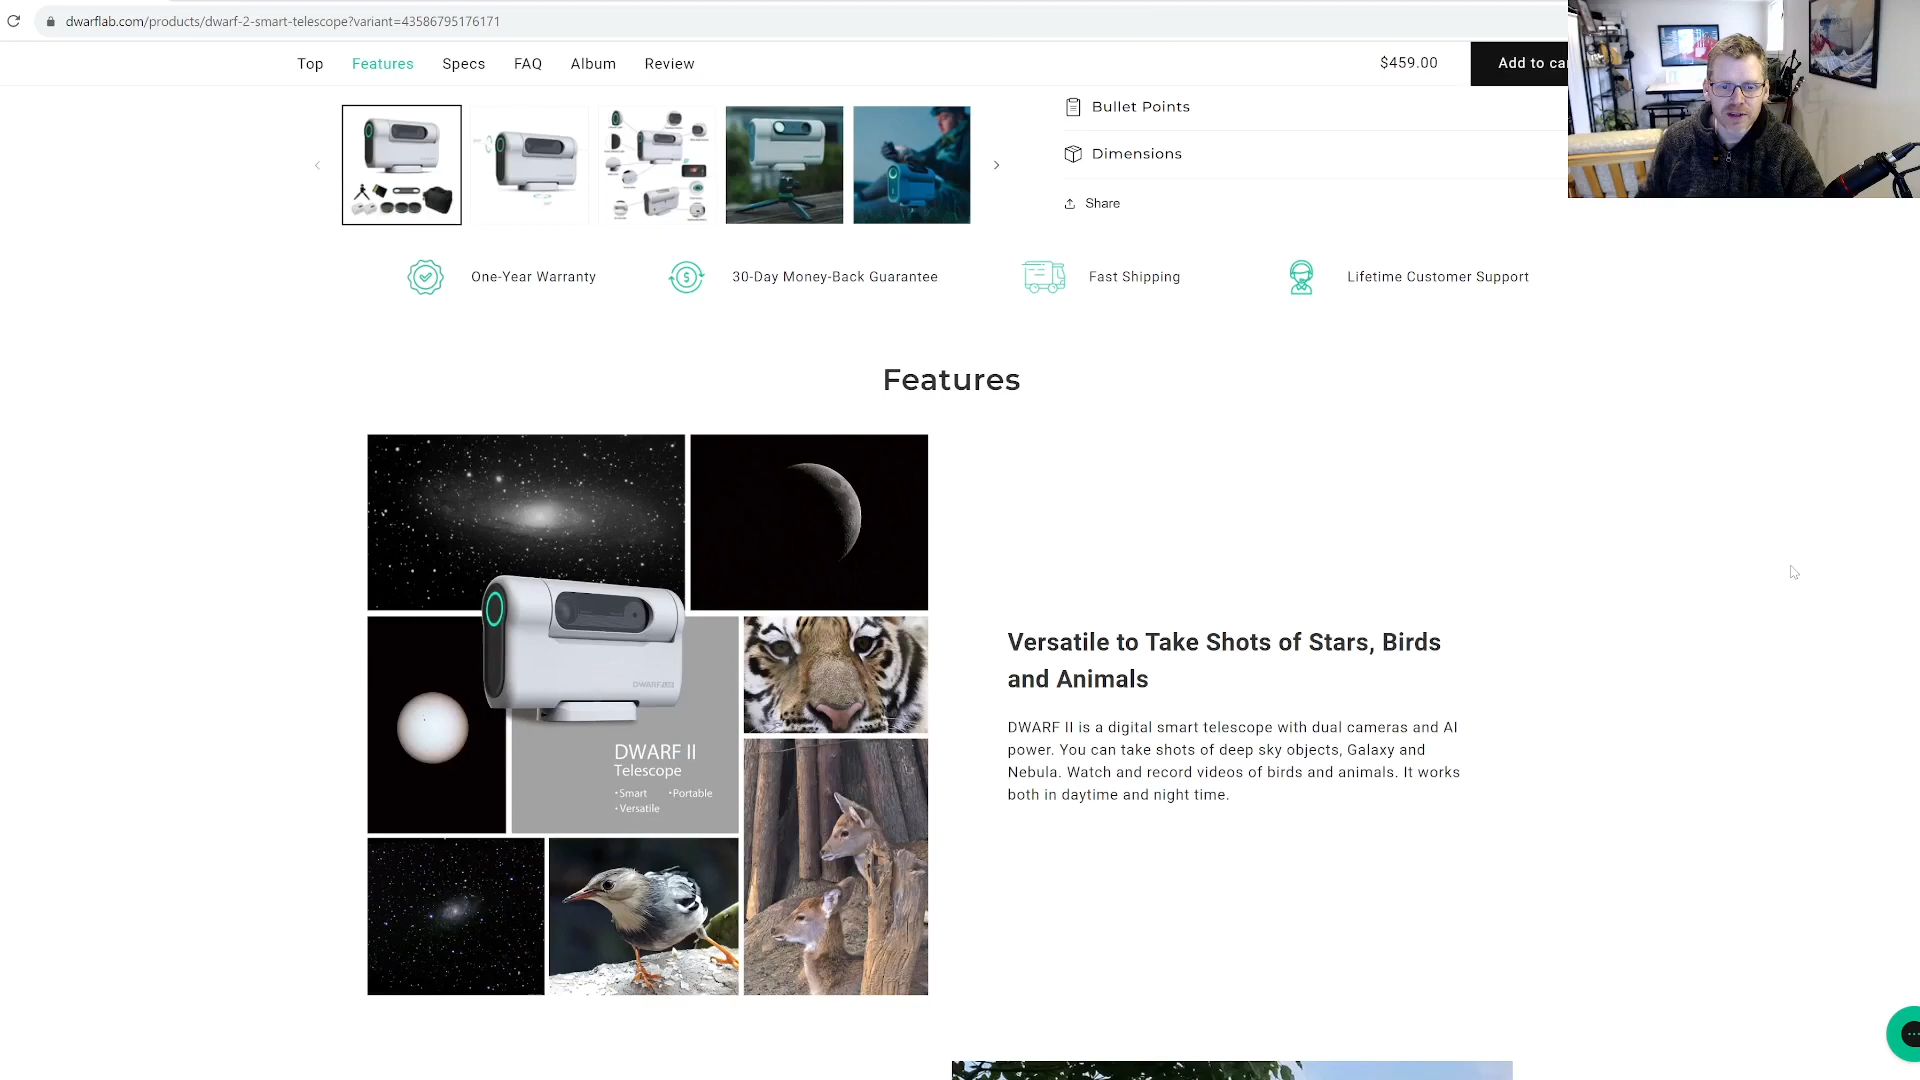 dwarflab.com/products/dwarf-2-smart-telescope?variant=43586795176171
Top Features Specs FAQ Album Review $459.00 Add to ca
Bullet Points
Dimensions
Share
One-Year Warranty 30-Day Money-Back Guarantee Fast Shipping Lifetime Customer Support
Features
DWARFLAB
DWARF II
Telescope
·Smart ·Portable
·Versatile
Versatile to Take Shots of Stars, Birds
and Animals
DWARF II is a digital smart telescope with dual cameras and AI
power. You can take shots of deep sky objects, Galaxy and
Nebula. Watch and record videos of birds and animals. It works
both in daytime and night time.